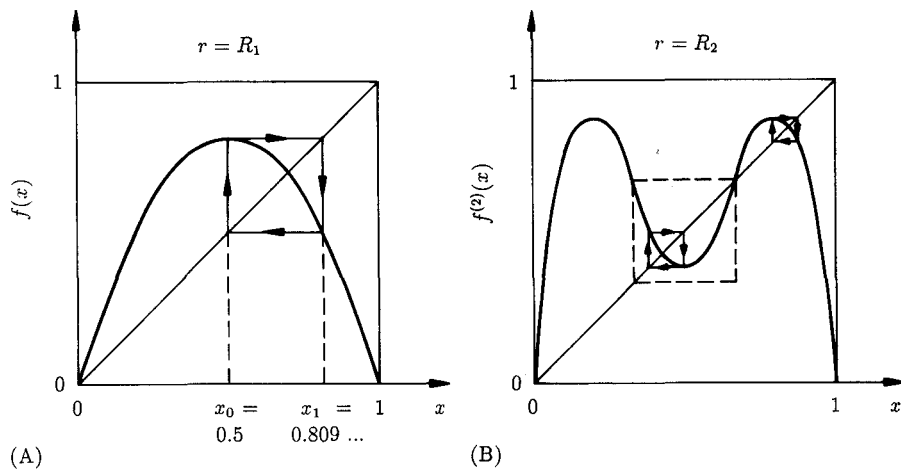 r = R₁
1
f(x)
0
0
x₀ =
0.5
x₁ =
0.809 ...
1
x
(A)
r = R₂
1
f⁽²⁾(x)
0
0
1
x
(B)